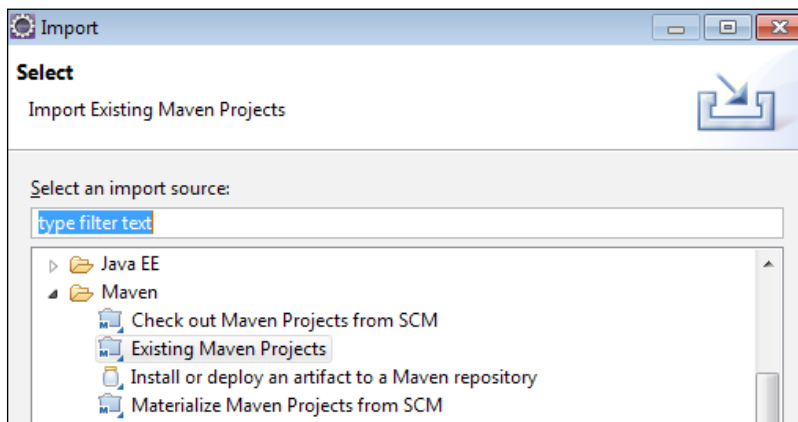 Import
Select
Import Existing Maven Projects
Select an import source:
type filter text
Java EE
Maven
Check out Maven Projects from SCM
Existing Maven Projects
Install or deploy an artifact to a Maven repository
Materialize Maven Projects from SCM